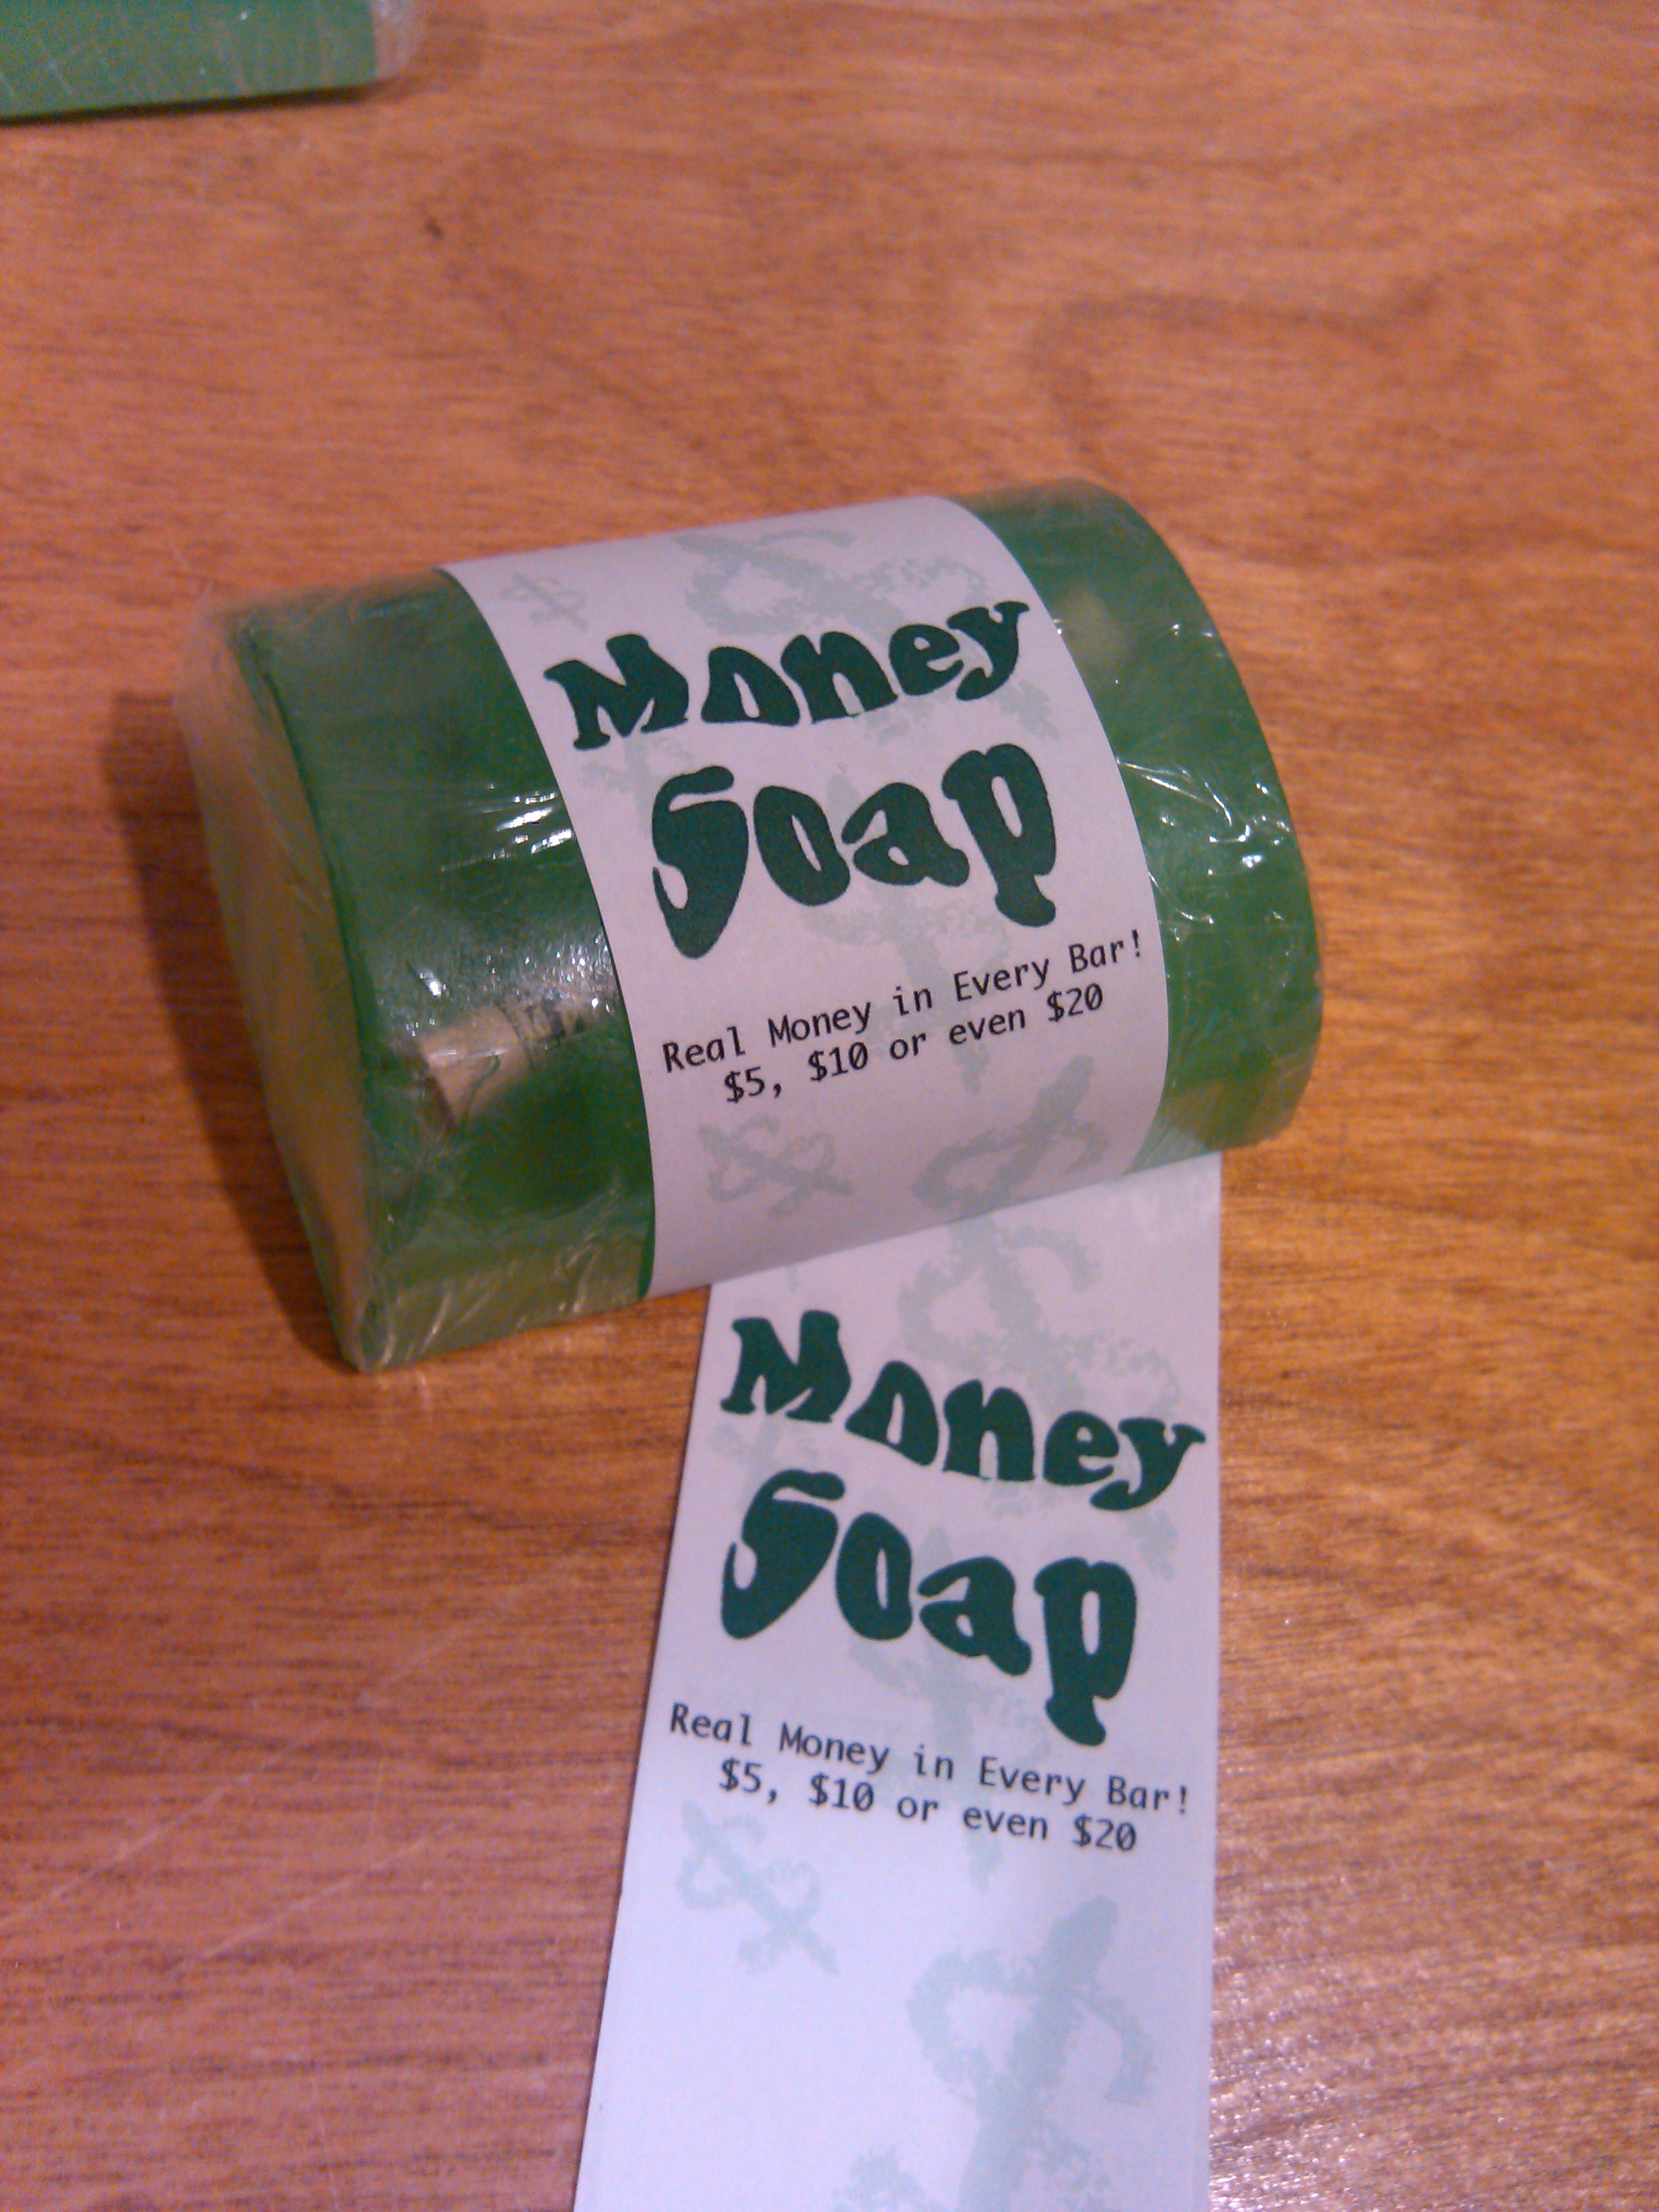 Money
Soap
Real Money in Every Bar!
$5, $10 or even $20
Money
Soap
Real Money in Every Bar!
$5, $10 or even $20